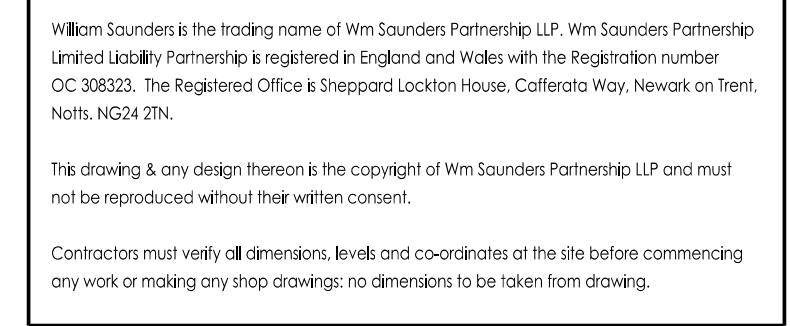 William Saunders is the trading name of Wm Saunders Partnership LLP. Wm Saunders Partnership
Limited Liability Partnership is registered in England and Wales with the Registration number
OC 308323. The Registered Office is Sheppard Lockton House, Cafferata Way, Newark on Trent,
Notts. NG24 2TN.
This drawing & any design thereon is the copyright of Wm Saunders Partnership LLP and must
not be reproduced without their written consent.
Contractors must verify all dimensions, levels and co-ordinates at the site before commencing
any work or making any shop drawings: no dimensions to be taken from drawing.